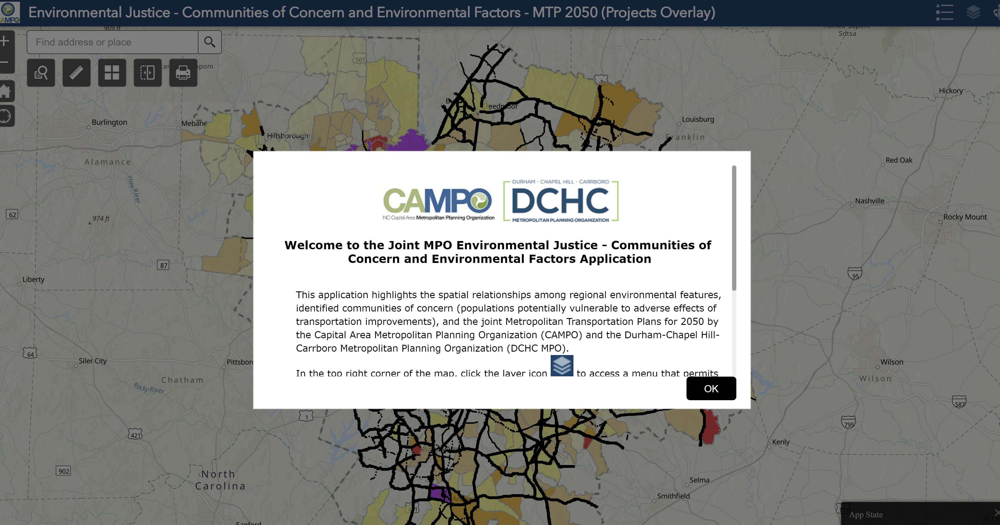 Environmental Justice - Communities of Concern and Environmental Factors - MTP 2050 (Projects Overlay)
CAMPO
909 ft
Find address or place
Sdtsa
501
Hickory
Burlington
Mebane
Louisburg
Creedmoor
Hillsborough
Franklin
Alamance
Red Oak
Haw River
Nashville
62
974 ft
Rocky Mount
DURHAM · CHAPEL HILL · CARRBORO
CAMPO
DCHC
NC Capital Area Metropolitan Planning Organization
METROPOLITAN PLANNING ORGANIZATION
Welcome to the Joint MPO Environmental Justice - Communities of
Concern and Environmental Factors Application
87
95
Liberty
This application highlights the spatial relationships among regional environmental features,
identified communities of concern (populations potentially vulnerable to adverse effects of
transportation improvements), and the joint Metropolitan Transportation Plans for 2050 by
the Capital Area Metropolitan Planning Organization (CAMPO) and the Durham-Chapel Hill-
Carrboro Metropolitan Planning Organization (DCHC MPO).
64
Siler City
Pittsboro
Wilson
In the top right corner of the map, click the layer icon to access a menu that permits
Chatham
Wilson
Rocky River
OK
587
1
795
421
Kenly
902
North
Carolina
Selma
Smithfield
117
App State
Sanford